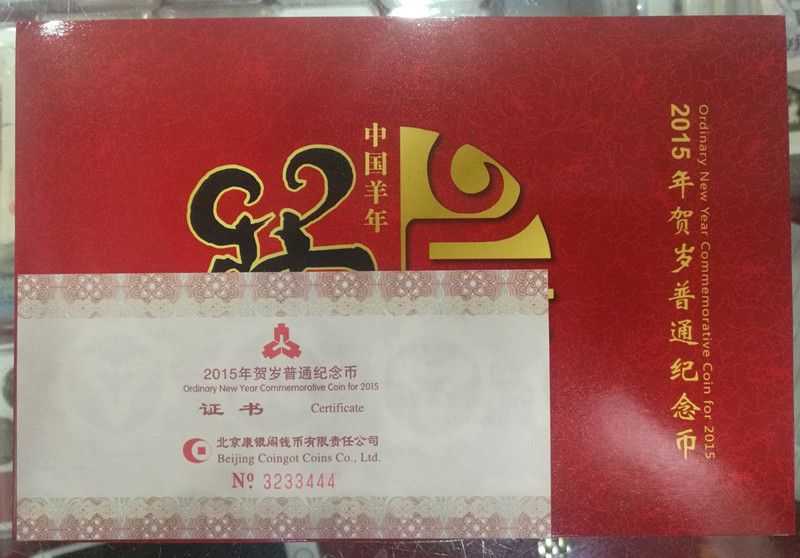 中国羊年
2015年贺岁普通纪念币
Ordinary New Year Commemorative Coin for 2015
2015年贺岁普通纪念币
Ordinary New Year Commemorative Coin for 2015
证书 Certificate
北京康银阁钱币有限责任公司
Beijing Coingot Coins Co., Ltd.
Nº 3233444